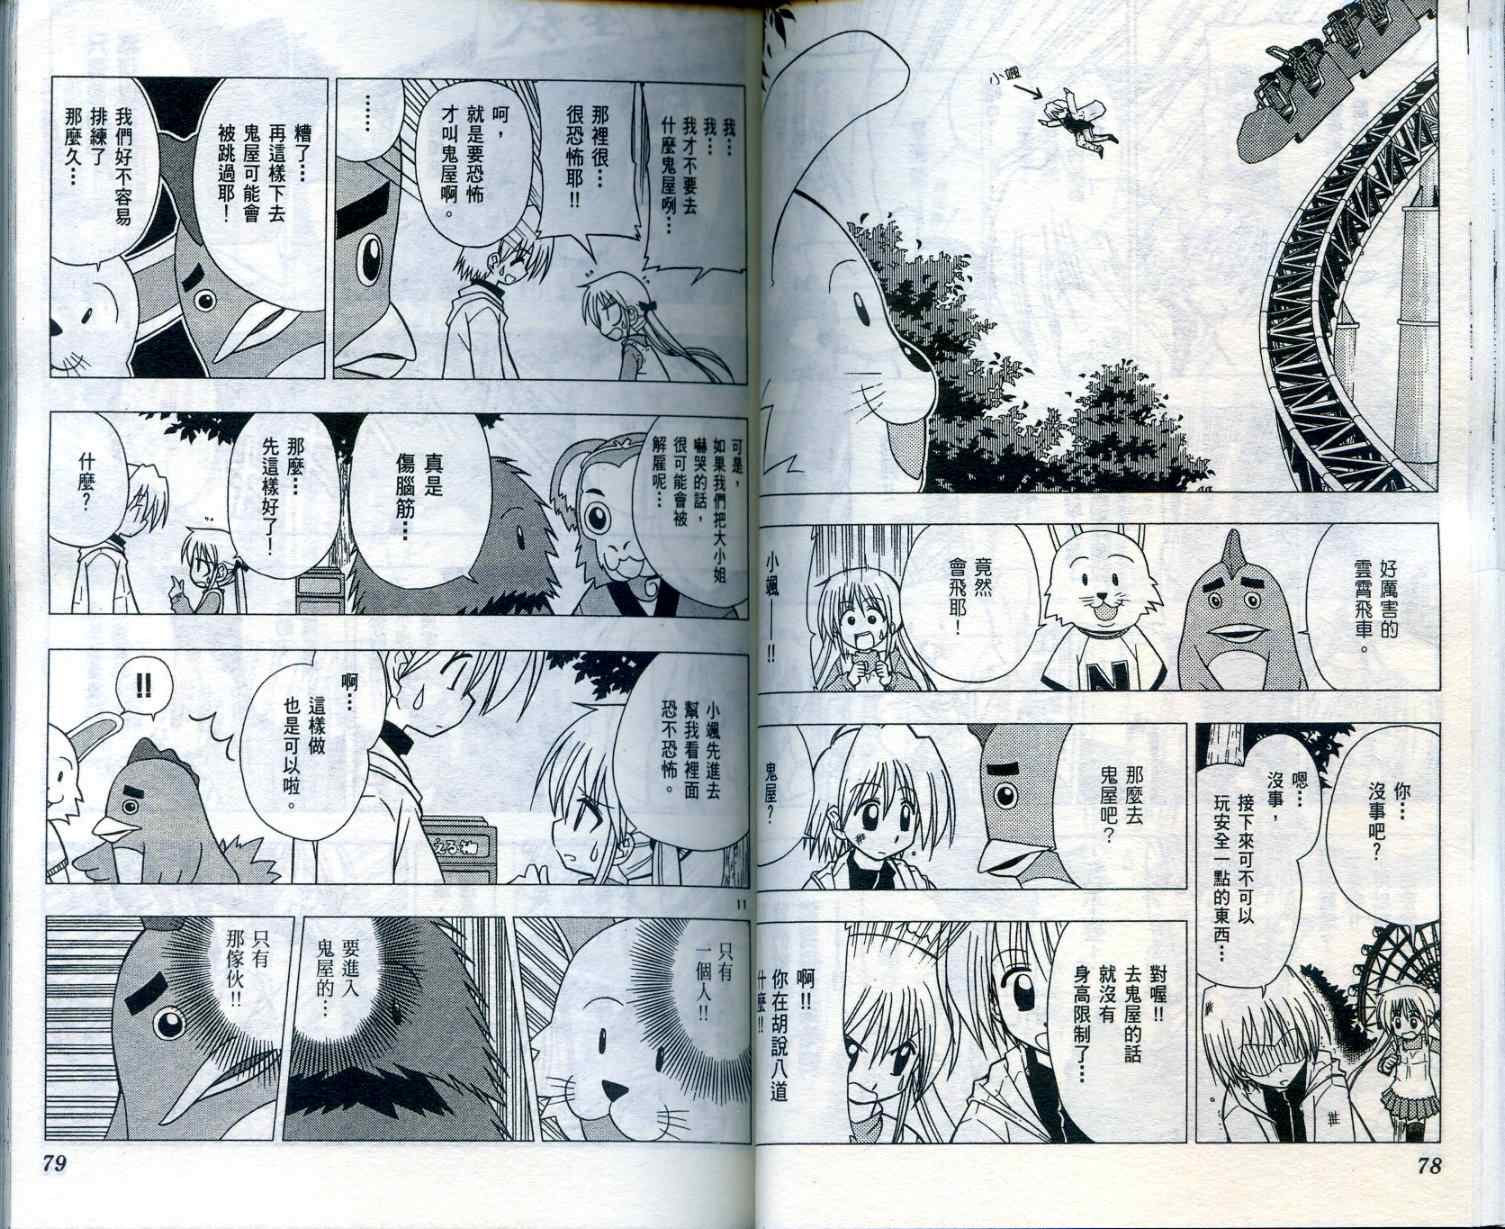 小颯
好厲害的
雲霄飛車。
竟然
會飛耶！
小颯——!!
N
你…
沒事吧？
嗯…
沒事，
接下來可不可以
玩安全一點的東西…
那麼去
鬼屋吧？
鬼屋？
對喔!!
去鬼屋的話
就沒有
身高限制了…
啊!!
你在胡說八道
什麼!!
78
我…
我…
我才不要去
什麼鬼屋咧…
那裡很…
很恐怖耶!!
呵，
就是要恐怖
才叫鬼屋啊。
……
糟了…
再這樣下去
鬼屋可能會
被跳過耶！
我們好不容易
排練了
那麼久…
可是，
如果我們把大小姐
嚇哭的話，
很可能會被
解雇呢…
真是
傷腦筋…
那麼…
先這樣好了！
什麼？
小颯先進去
幫我看裡面
恐不恐怖。
啊…
這樣做
也是可以啦。
!!
11
只有
一個人!!
要進入
鬼屋的…
只有
那傢伙!!
79